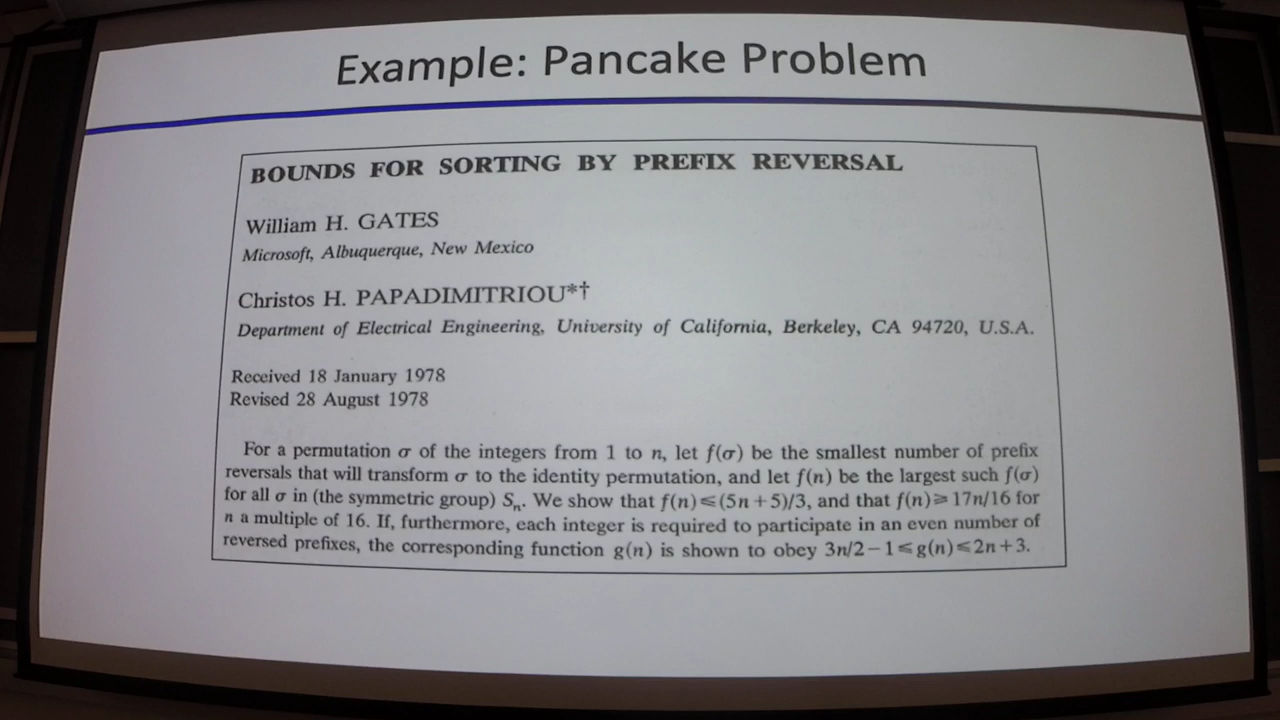 Example: Pancake Problem
BOUNDS FOR SORTING BY PREFIX REVERSAL
William H. GATES
Microsoft, Albuquerque, New Mexico
Christos H. PAPADIMITRIOU*†
Department of Electrical Engineering, University of California, Berkeley, CA 94720, U.S.A.
Received 18 January 1978
Revised 28 August 1978
For a permutation σ of the integers from 1 to n, let f(σ) be the smallest number of prefix
reversals that will transform σ to the identity permutation, and let f(n) be the largest such f(σ)
for all σ in (the symmetric group) Sₙ. We show that f(n)⩽(5n+5)/3, and that f(n)⩾17n/16 for
n a multiple of 16. If, furthermore, each integer is required to participate in an even number of
reversed prefixes, the corresponding function g(n) is shown to obey 3n/2−1⩽g(n)⩽2n+3.